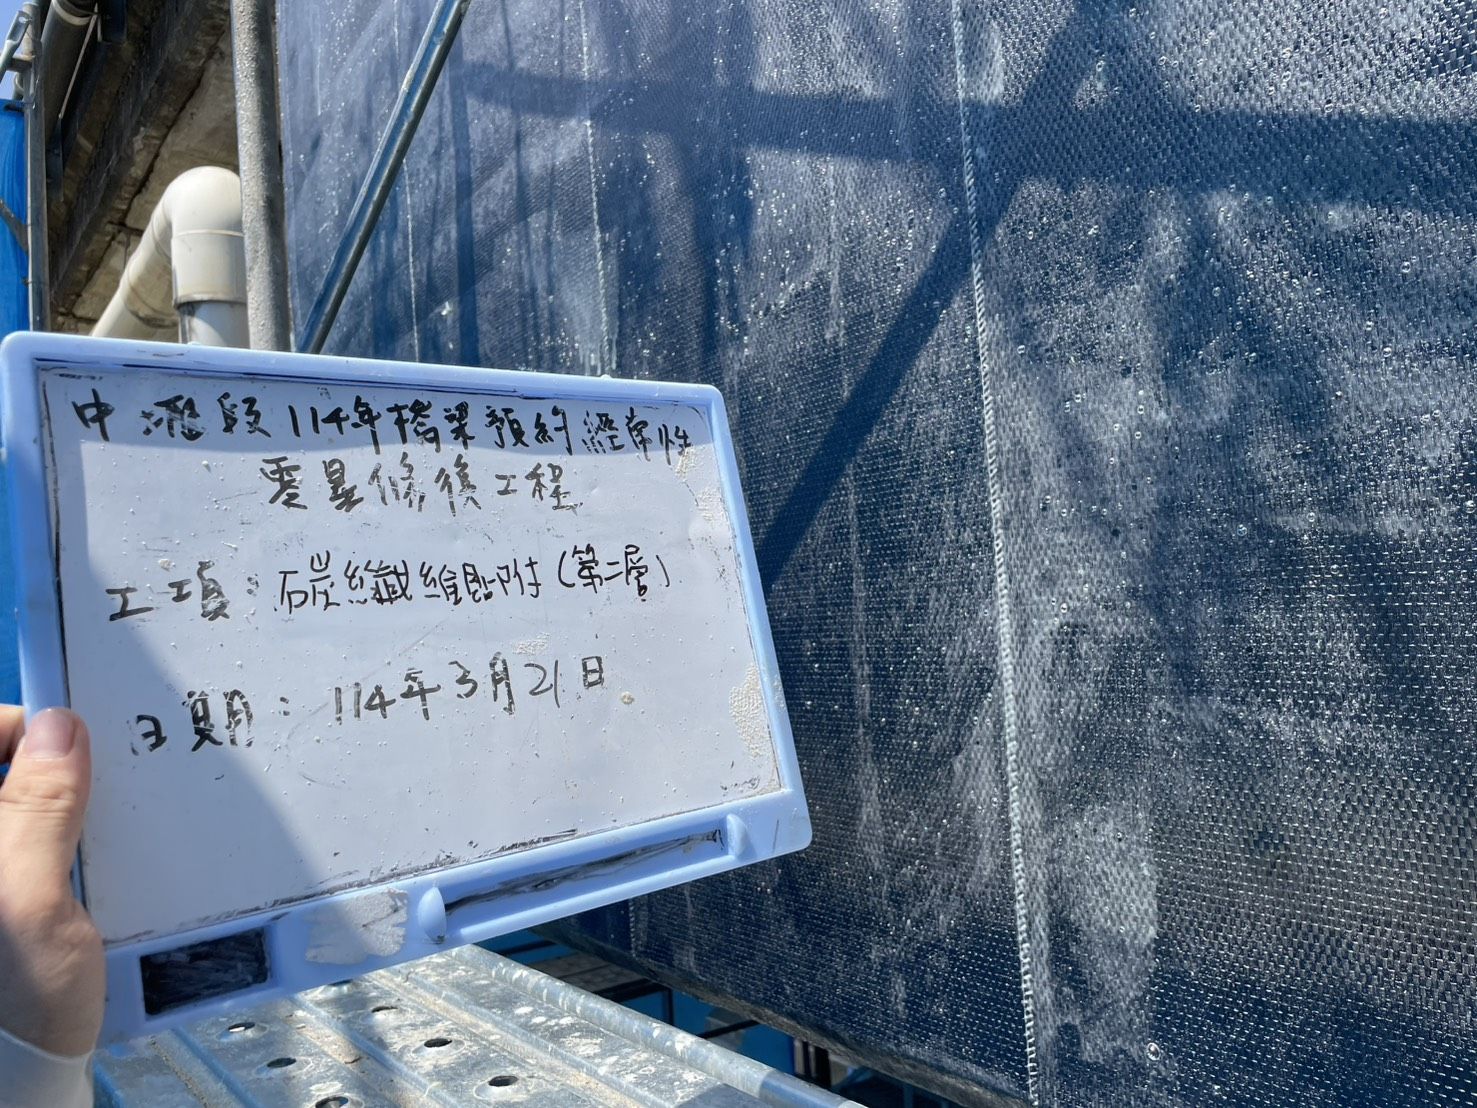 中壢段114年橋梁預約經常性
零星修復工程
工項：碳纖維貼附(第二層)
日期：114年3月21日